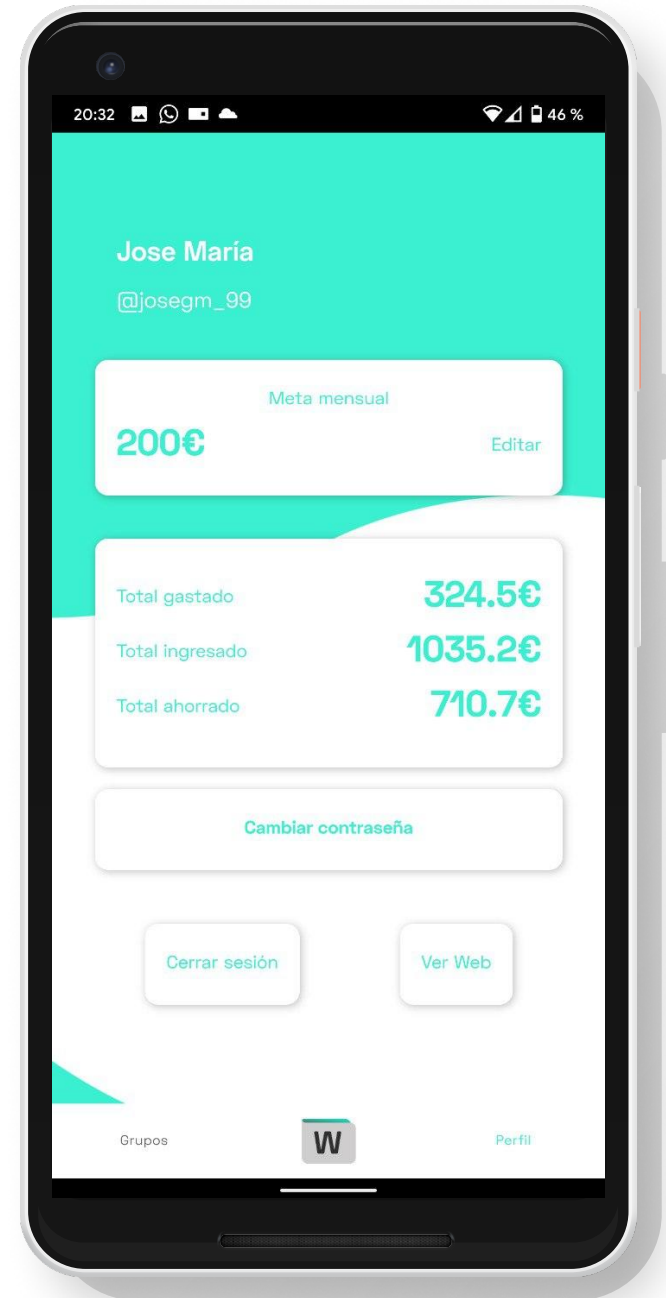 20:32 46 %
Jose María
@josegm_99
Meta mensual
200€ Editar
Total gastado 324.5€
Total ingresado 1035.2€
Total ahorrado 710.7€
Cambiar contraseña
Cerrar sesión Ver Web
Grupos W Perfil